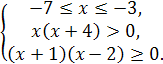 −7 ≤ x ≤ −3,
x(x + 4) > 0,
(x + 1)(x − 2) ≥ 0.